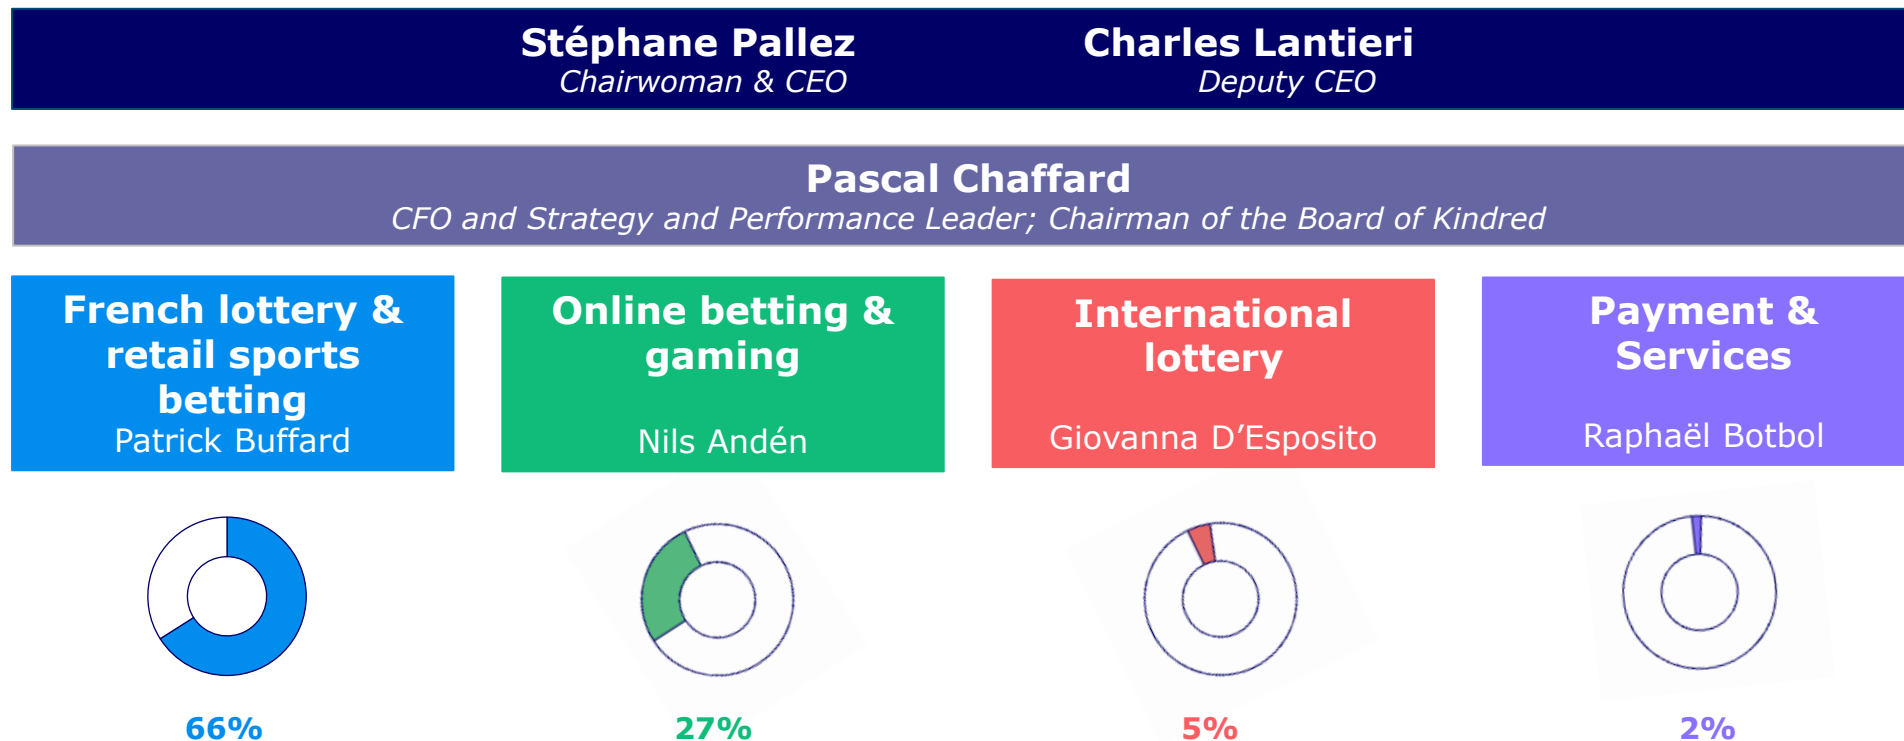 Stéphane Pallez
Chairwoman & CEO
Charles Lantieri
Deputy CEO
Pascal Chaffard
CFO and Strategy and Performance Leader; Chairman of the Board of Kindred
French lottery &
retail sports
betting
Patrick Buffard
Online betting &
gaming
Nils Andén
International
lottery
Giovanna D’Esposito
Payment &
Services
Raphaël Botbol
66%
27%
5%
2%